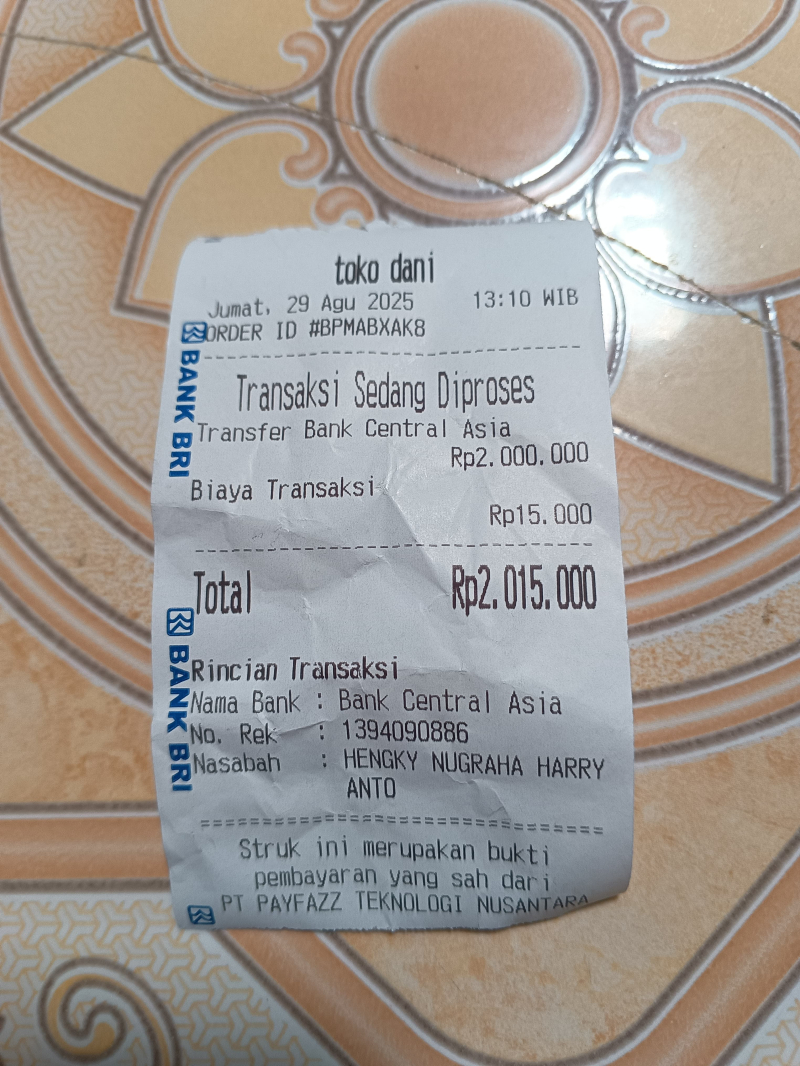 toko dani
Jumat, 29 Agu 2025 13:10 WIB
ORDER ID #BPMABXAK8
Transaksi Sedang Diproses
Transfer Bank Central Asia
Rp2.000.000
Biaya Transaksi
Rp15.000
Total Rp2.015.000
Rincian Transaksi
Nama Bank : Bank Central Asia
No. Rek : 1394090886
Nasabah : HENGKY NUGRAHA HARRY
ANTO
Struk ini merupakan bukti
pembayaran yang sah dari
PT PAYFAZZ TEKNOLOGI NUSANTARA
BANK BRI
BANK BRI